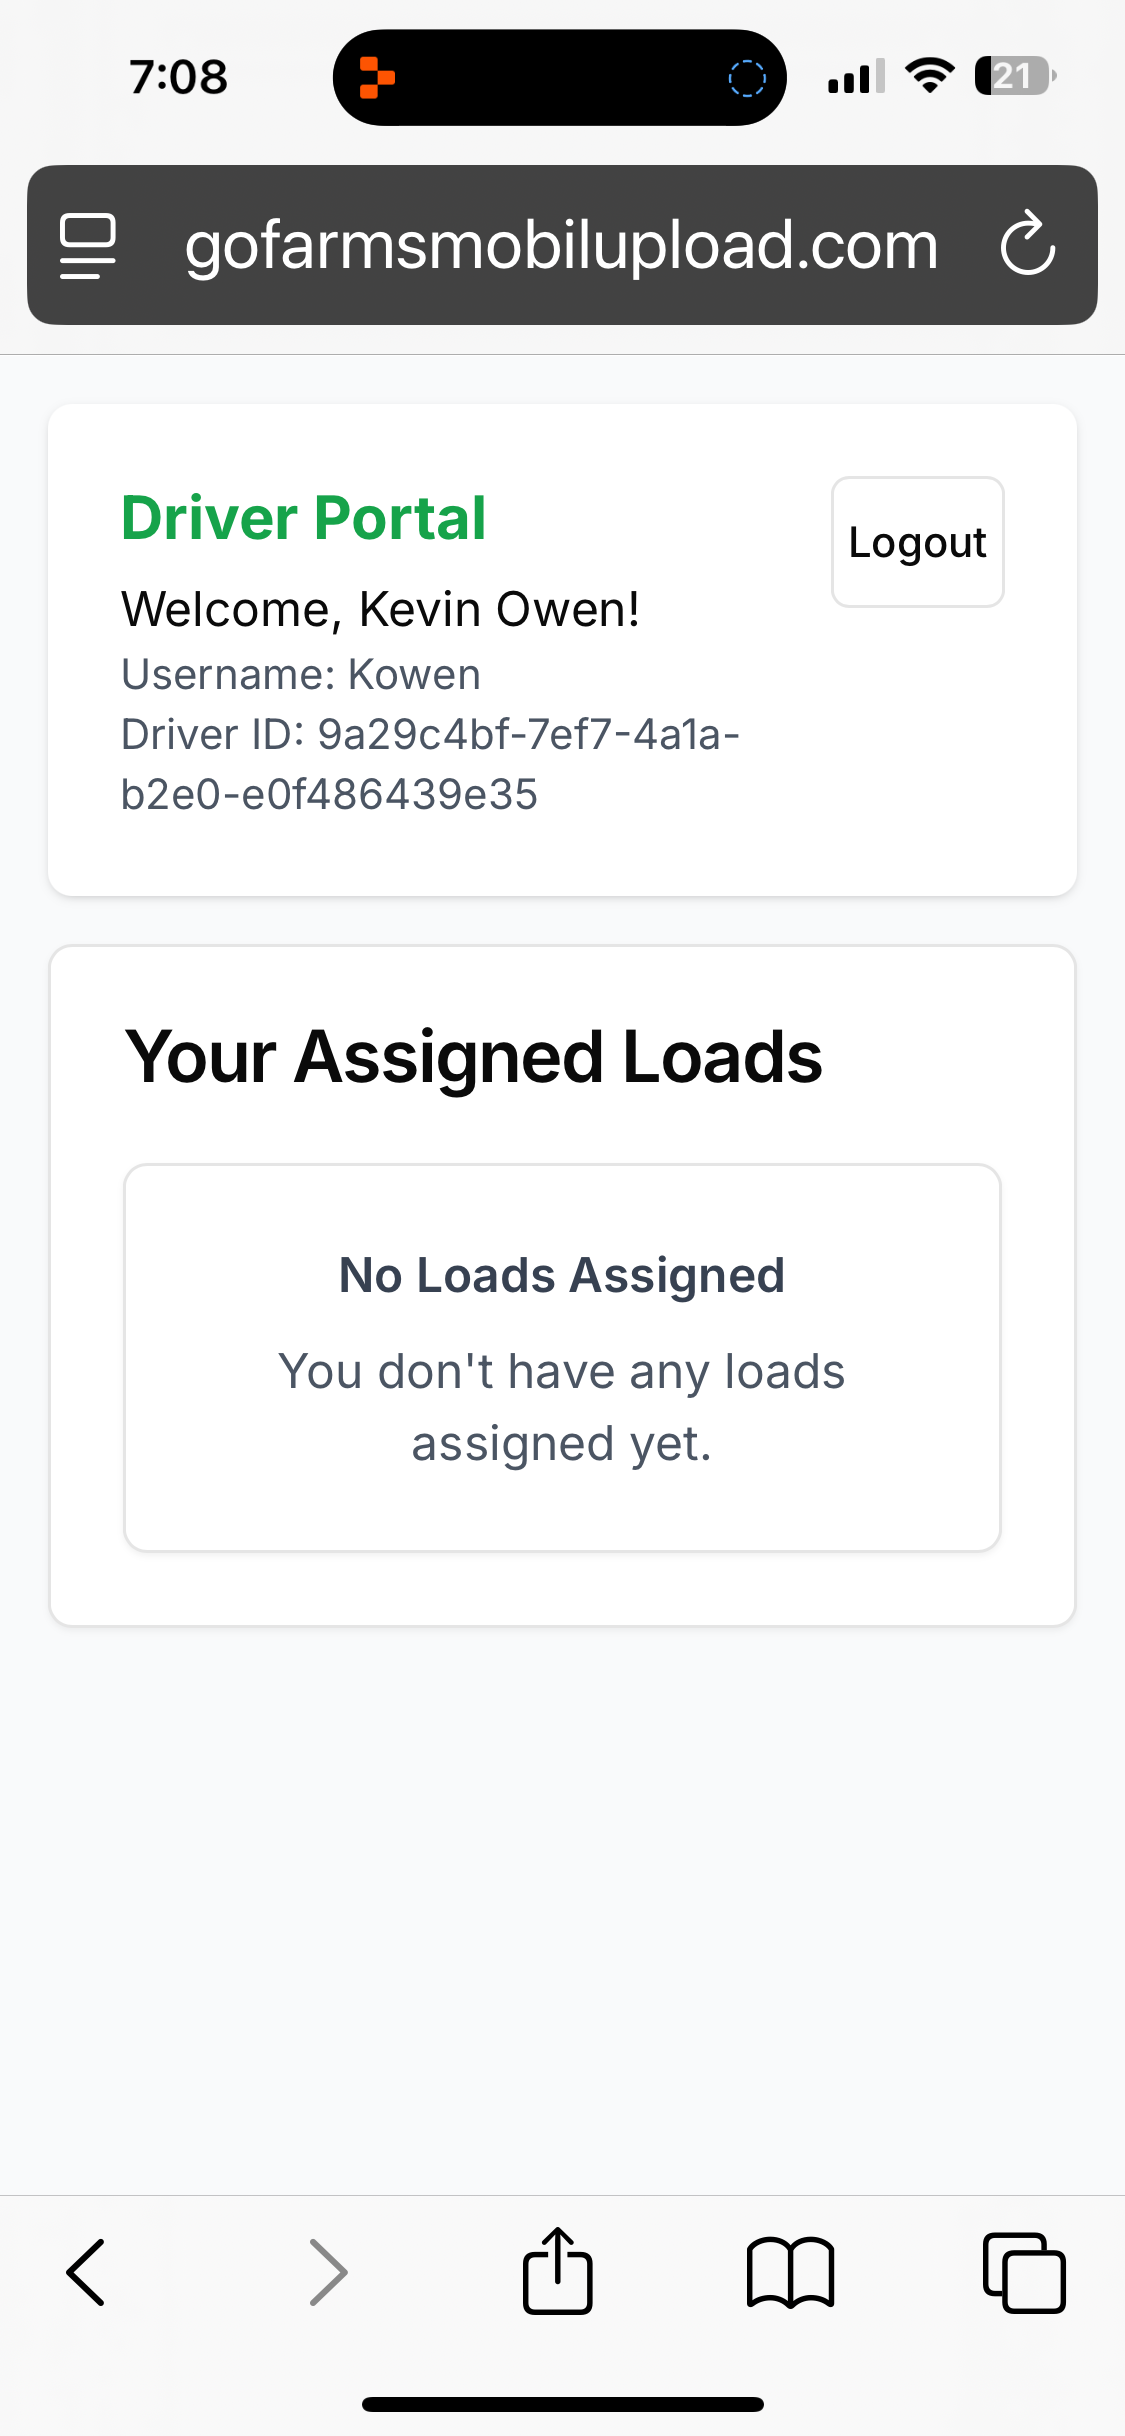 7:08
21
gofarmsmobilupload.com
Driver Portal
Logout
Welcome, Kevin Owen!
Username: Kowen
Driver ID: 9a29c4bf-7ef7-4a1a-
b2e0-e0f486439e35
Your Assigned Loads
No Loads Assigned
You don't have any loads
assigned yet.